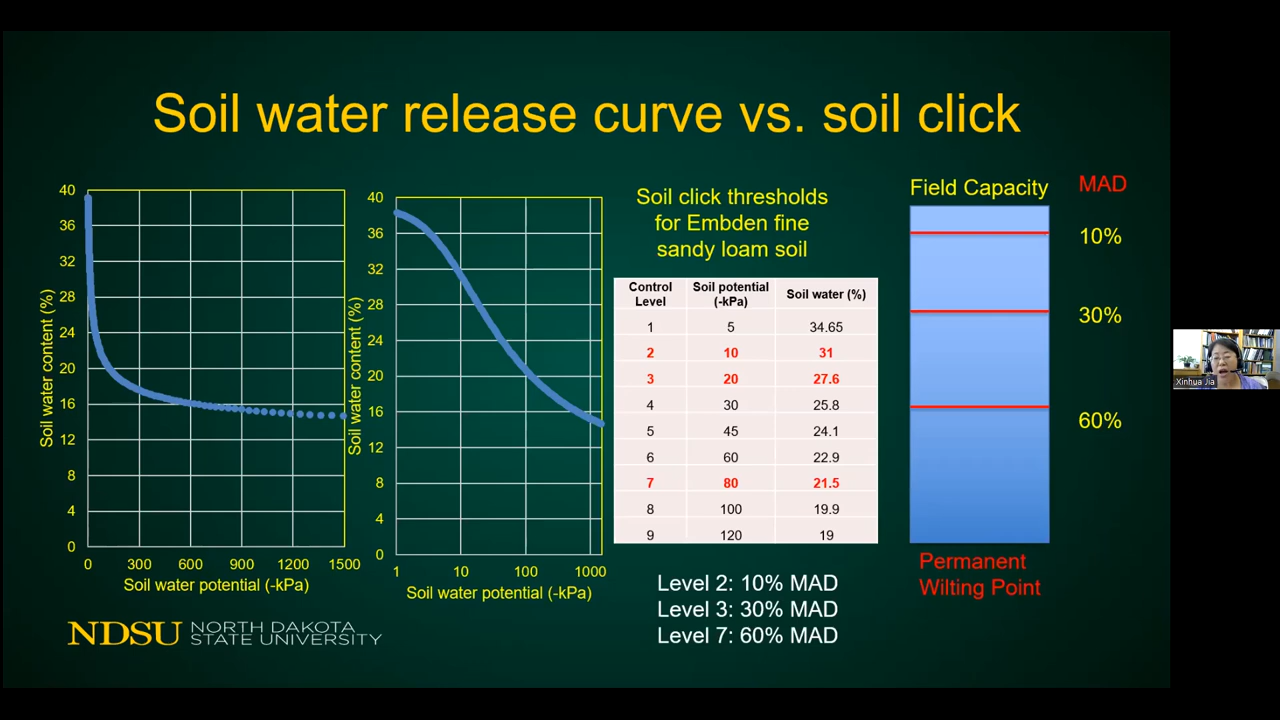 Soil water release curve vs. soil click
40
36
32
28
24
20
16
12
8
4
0
Soil water content (%)
0 300 600 900 1200 1500
Soil water potential (-kPa)
40
36
32
28
24
20
16
12
8
4
0
Soil water content (%)
1 10 100 1000
Soil water potential (-kPa)
Soil click thresholds
for Embden fine
sandy loam soil
Control Level Soil potential (-kPa) Soil water (%)
1 5 34.65
2 10 31
3 20 27.6
4 30 25.8
5 45 24.1
6 60 22.9
7 80 21.5
8 100 19.9
9 120 19
Level 2: 10% MAD
Level 3: 30% MAD
Level 7: 60% MAD
Field Capacity
MAD
10%
30%
60%
Permanent
Wilting Point
NDSU NORTH DAKOTA
STATE UNIVERSITY
Xinhua Jia